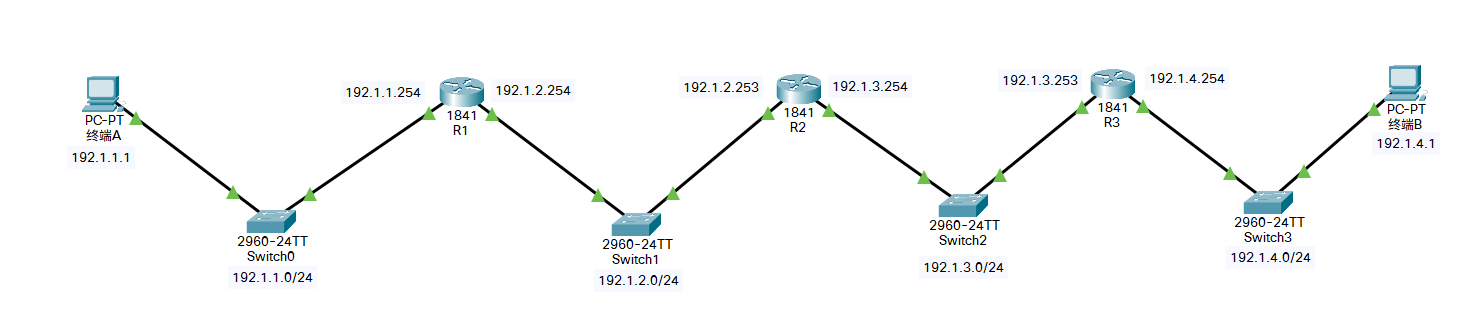 PC-PT
终端A
192.1.1.1
192.1.1.254
1841
R1
192.1.2.254
192.1.2.253
1841
R2
192.1.3.254
192.1.3.253
1841
R3
192.1.4.254
PC-PT
终端B
192.1.4.1
2960-24TT
Switch0
192.1.1.0/24
2960-24TT
Switch1
192.1.2.0/24
2960-24TT
Switch2
192.1.3.0/24
2960-24TT
Switch3
192.1.4.0/24